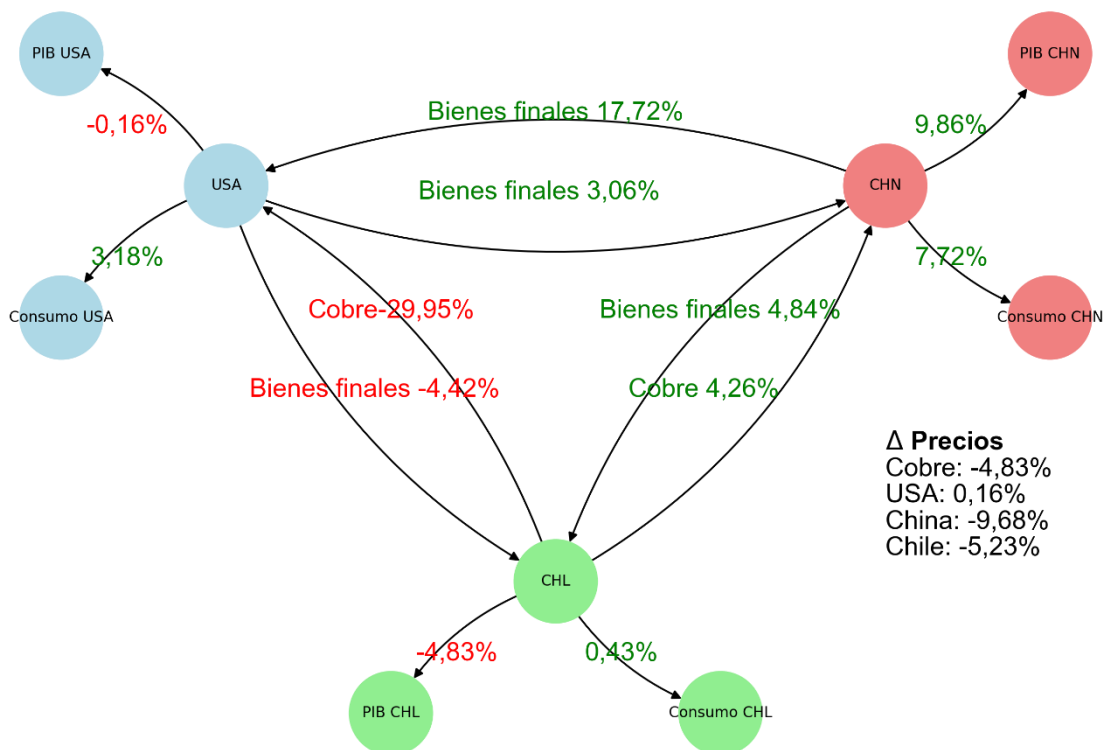 PIB USA
PIB CHN
Bienes finales 17,72%
-0,16%
9,86%
USA
CHN
Bienes finales 3,06%
3,18%
7,72%
Consumo USA
Consumo CHN
Cobre-29,95%
Bienes finales 4,84%
Bienes finales -4,42%
Cobre 4,26%
Δ Precios
Cobre: -4,83%
USA: 0,16%
China: -9,68%
Chile: -5,23%
CHL
-4,83%
0,43%
PIB CHL
Consumo CHL